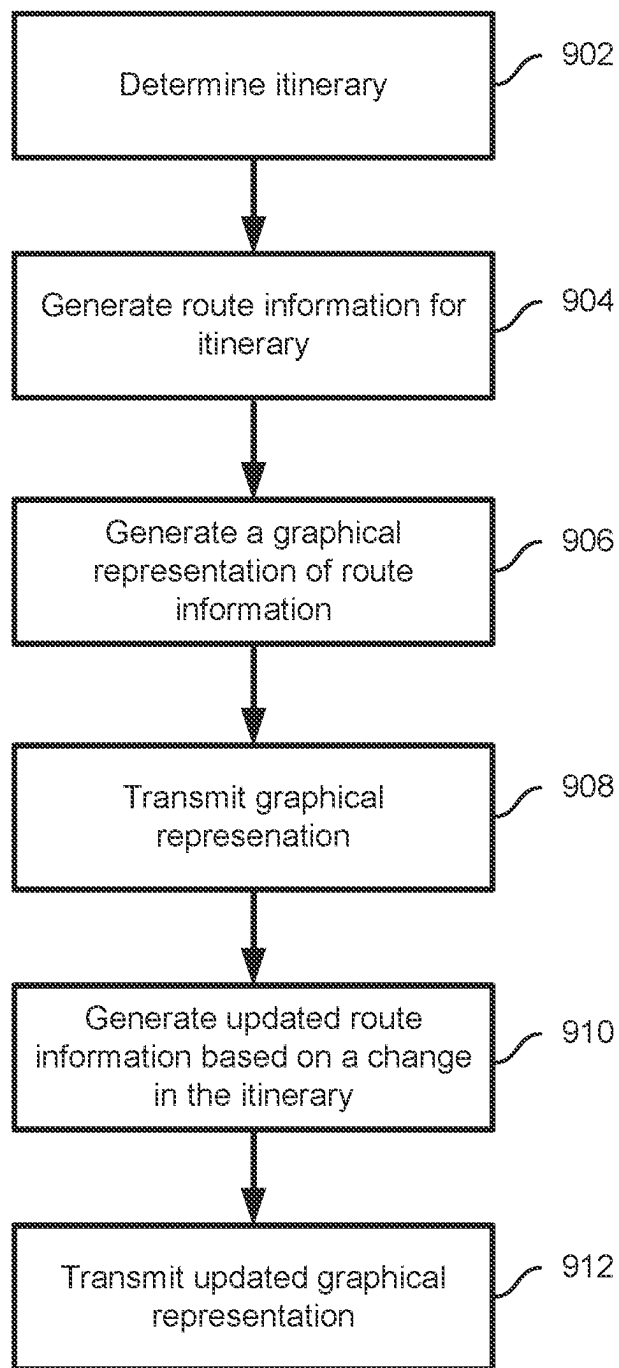 Determine itinerary
902
Generate route information for
itinerary
904
Generate a graphical
representation of route
information
906
Transmit graphical
represenation
908
Generate updated route
information based on a change
in the itinerary
910
Transmit updated graphical
representation
912